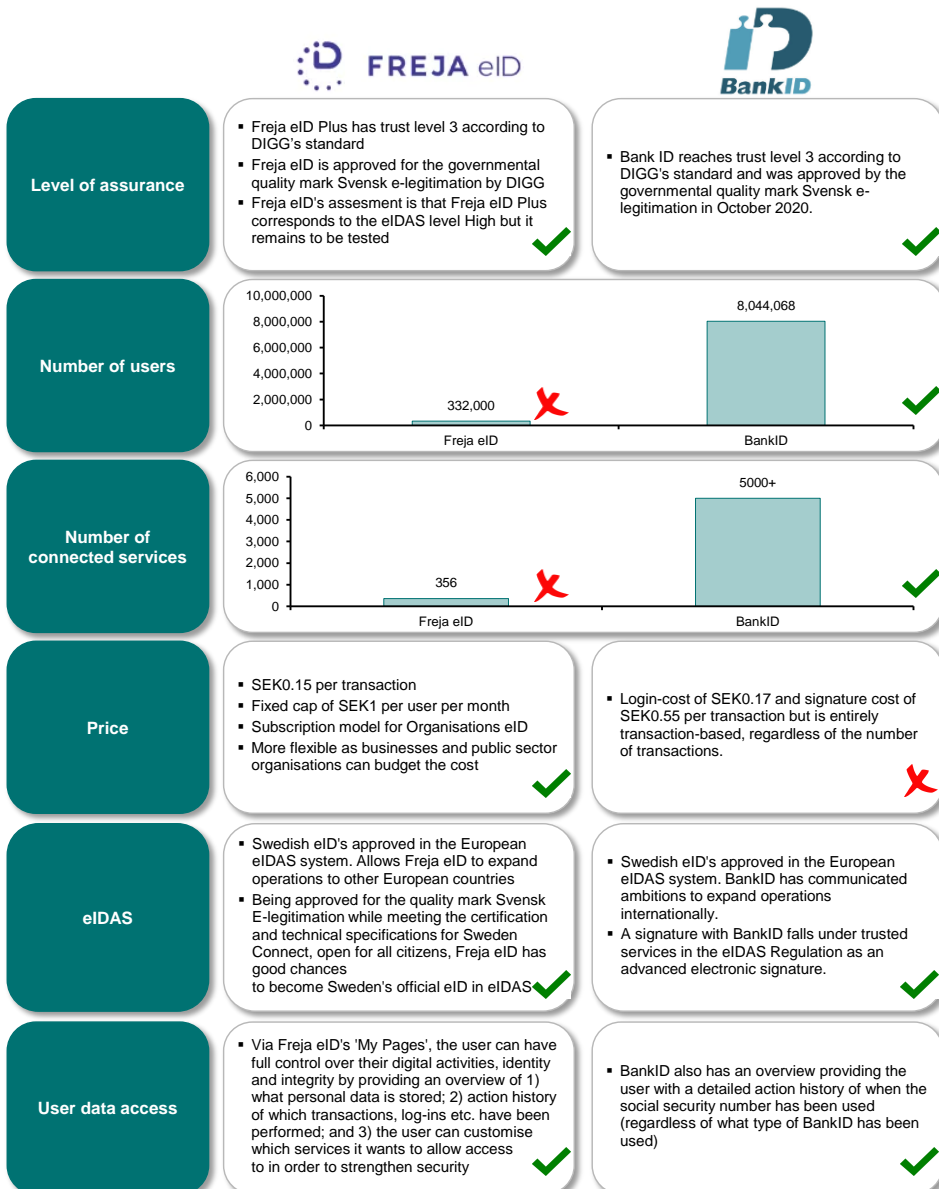 FREJA eID
BankID
Level of assurance
▪ Freja eID Plus has trust level 3 according to
DIGG's standard
▪ Freja eID is approved for the governmental
quality mark Svensk e-legitimation by DIGG
▪ Freja eID's assesment is that Freja eID Plus
corresponds to the eIDAS level High but it
remains to be tested
▪ Bank ID reaches trust level 3 according to
DIGG's standard and was approved by the
governmental quality mark Svensk e-
legitimation in October 2020.
Number of users
10,000,000
8,000,000
6,000,000
4,000,000
2,000,000
0
332,000
8,044,068
Freja eID
BankID
Number of
connected services
6,000
5,000
4,000
3,000
2,000
1,000
0
356
5000+
Freja eID
BankID
Price
▪ SEK0.15 per transaction
▪ Fixed cap of SEK1 per user per month
▪ Subscription model for Organisations eID
▪ More flexible as businesses and public sector
organisations can budget the cost
▪ Login-cost of SEK0.17 and signature cost of
SEK0.55 per transaction but is entirely
transaction-based, regardless of the number
of transactions.
eIDAS
▪ Swedish eID's approved in the European
eIDAS system. Allows Freja eID to expand
operations to other European countries
▪ Being approved for the quality mark Svensk
E-legitimation while meeting the certification
and technical specifications for Sweden
Connect, open for all citizens, Freja eID has
good chances
to become Sweden's official eID in eIDAS
▪ Swedish eID's approved in the European
eIDAS system. BankID has communicated
ambitions to expand operations
internationally.
▪ A signature with BankID falls under trusted
services in the eIDAS Regulation as an
advanced electronic signature.
User data access
▪ Via Freja eID's 'My Pages', the user can have
full control over their digital activities, identity
and integrity by providing an overview of 1)
what personal data is stored; 2) action history
of which transactions, log-ins etc. have been
performed; and 3) the user can customise
which services it wants to allow access
to in order to strengthen security
▪ BankID also has an overview providing the
user with a detailed action history of when the
social security number has been used
(regardless of what type of BankID has been
used)